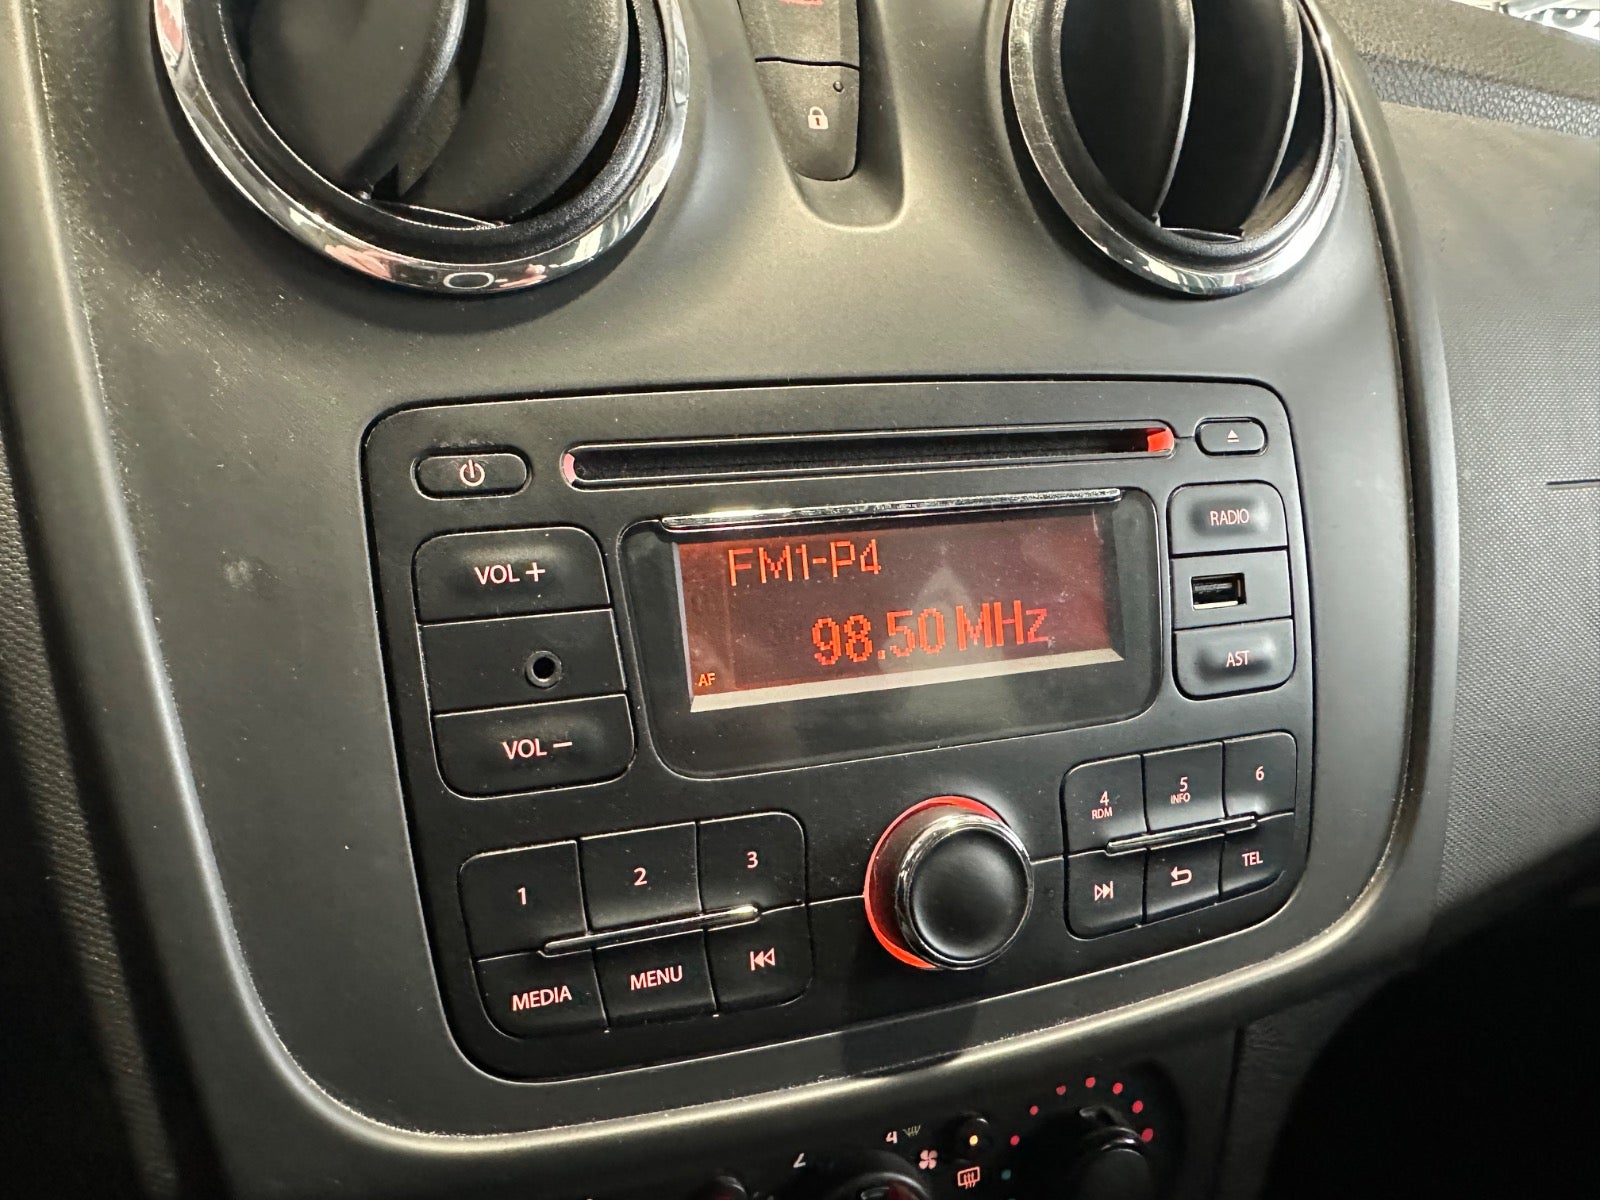 FM1-P4
98.50 MHz
AF
VOL +
VOL −
RADIO
AST
1
2
3
MEDIA
MENU
4
RDM
5
INFO
6
TEL
4